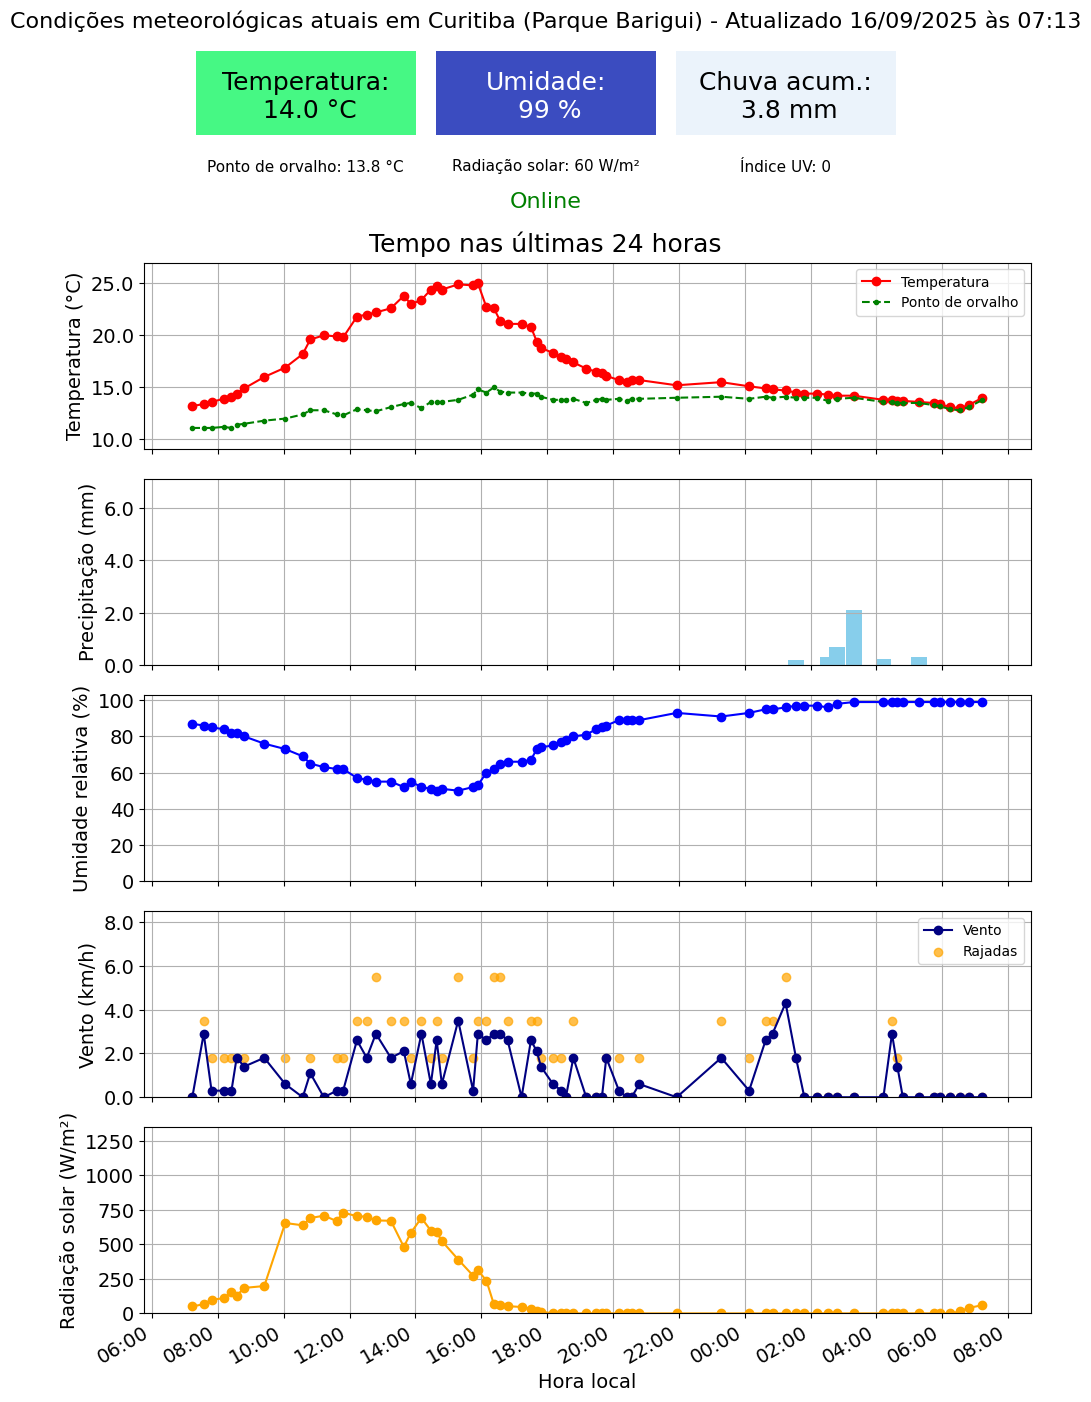 Condições meteorológicas atuais em Curitiba (Parque Barigui) - Atualizado 16/09/2025 às 07:13
Temperatura:
14.0 °C
Umidade:
99 %
Chuva acum.:
3.8 mm
Ponto de orvalho: 13.8 °C
Radiação solar: 60 W/m²
Índice UV: 0
Online
Tempo nas últimas 24 horas
Temperatura (°C)
25.0
20.0
15.0
10.0
Temperatura
Ponto de orvalho
Precipitação (mm)
6.0
4.0
2.0
0.0
Umidade relativa (%)
100
80
60
40
20
0
Vento (km/h)
8.0
6.0
4.0
2.0
0.0
Vento
Rajadas
Radiação solar (W/m²)
1250
1000
750
500
250
0
06:00
08:00
10:00
12:00
14:00
16:00
18:00
20:00
22:00
00:00
02:00
04:00
06:00
08:00
Hora local